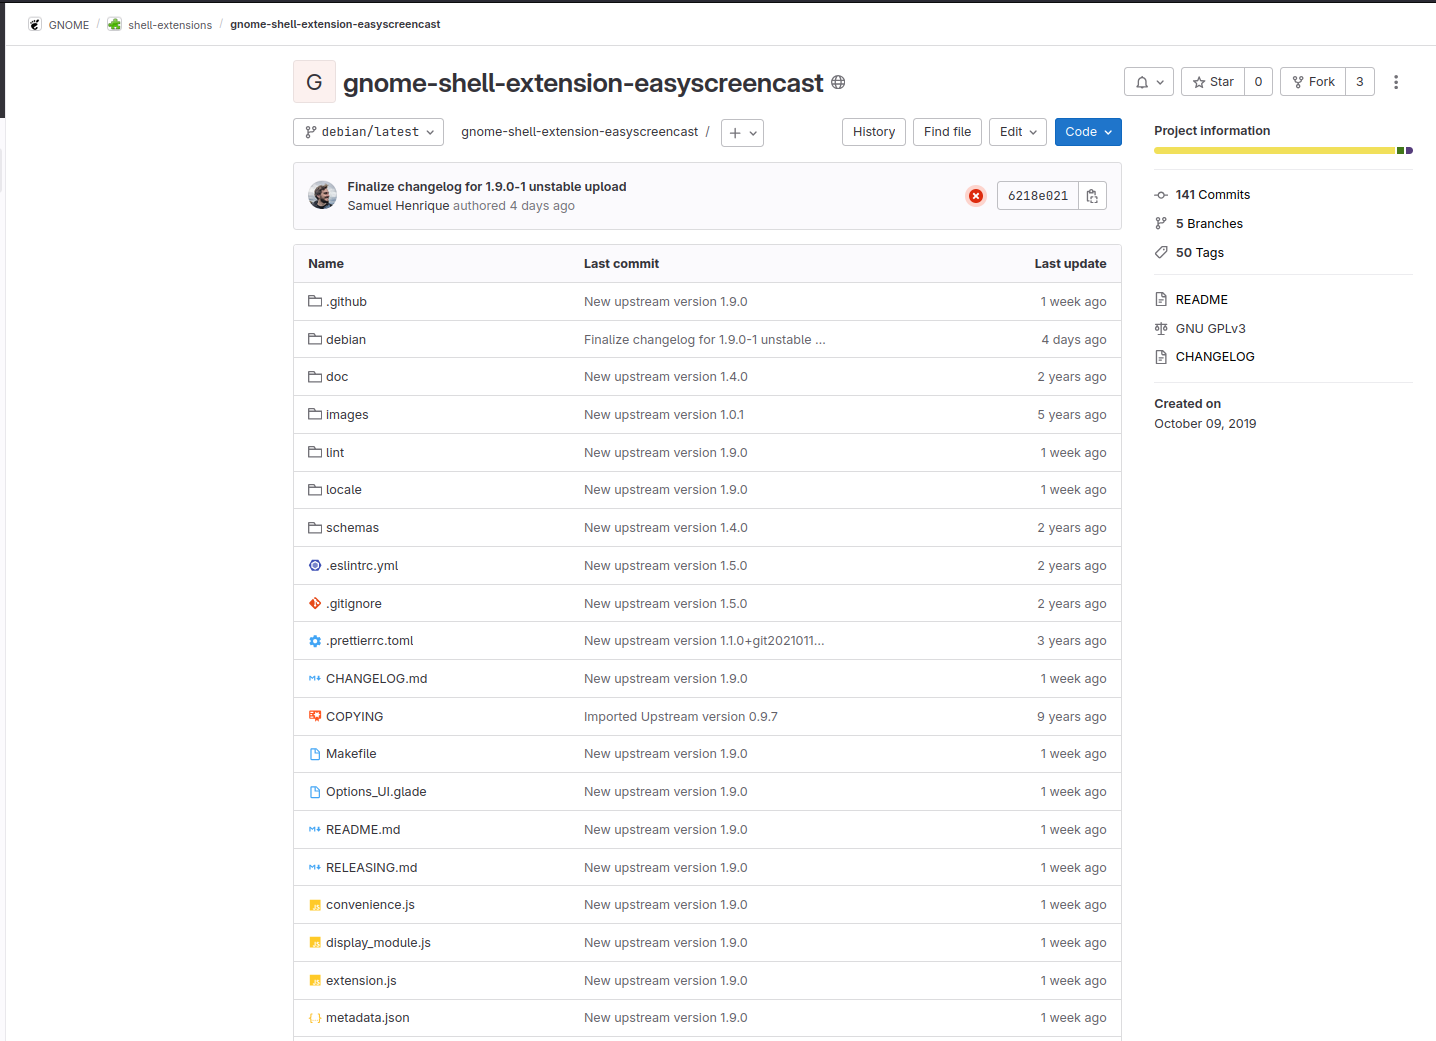 GNOME / shell-extensions / gnome-shell-extension-easyscreencast
G gnome-shell-extension-easyscreencast
Star 0 Fork 3
debian/latest gnome-shell-extension-easyscreencast / + History Find file Edit Code
Finalize changelog for 1.9.0-1 unstable upload
Samuel Henrique authored 4 days ago
6218e021
Name Last commit Last update
.github New upstream version 1.9.0 1 week ago
debian Finalize changelog for 1.9.0-1 unstable ... 4 days ago
doc New upstream version 1.4.0 2 years ago
images New upstream version 1.0.1 5 years ago
lint New upstream version 1.9.0 1 week ago
locale New upstream version 1.9.0 1 week ago
schemas New upstream version 1.4.0 2 years ago
.eslintrc.yml New upstream version 1.5.0 2 years ago
.gitignore New upstream version 1.5.0 2 years ago
.prettierrc.toml New upstream version 1.1.0+git2021011... 3 years ago
CHANGELOG.md New upstream version 1.9.0 1 week ago
COPYING Imported Upstream version 0.9.7 9 years ago
Makefile New upstream version 1.9.0 1 week ago
Options_UI.glade New upstream version 1.9.0 1 week ago
README.md New upstream version 1.9.0 1 week ago
RELEASING.md New upstream version 1.9.0 1 week ago
convenience.js New upstream version 1.9.0 1 week ago
display_module.js New upstream version 1.9.0 1 week ago
extension.js New upstream version 1.9.0 1 week ago
metadata.json New upstream version 1.9.0 1 week ago
Project information
141 Commits
5 Branches
50 Tags
README
GNU GPLv3
CHANGELOG
Created on
October 09, 2019